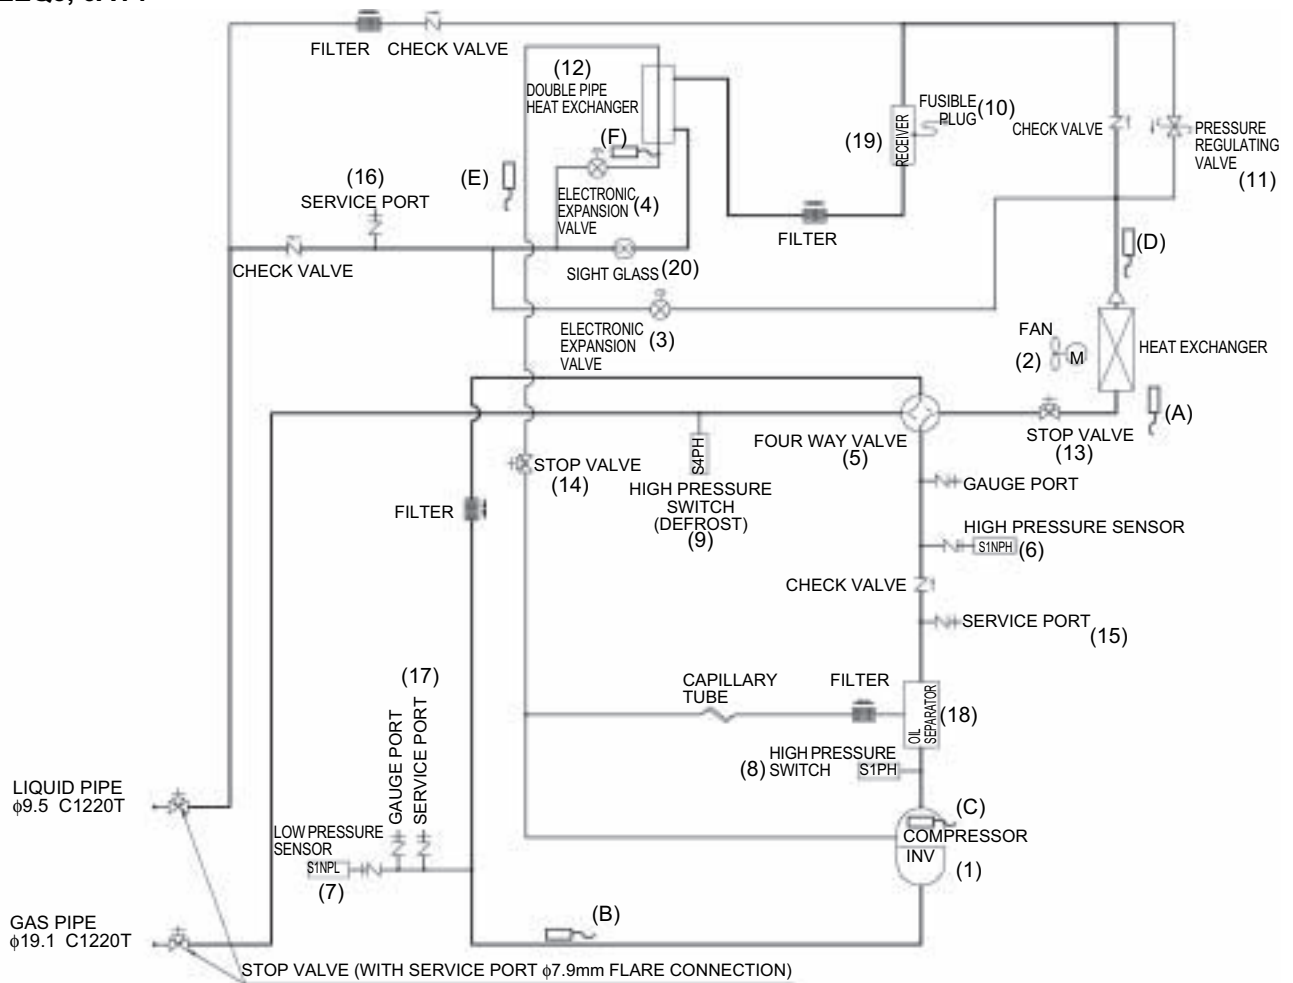 FILTER
CHECK VALVE
(12)
DOUBLE PIPE
HEAT EXCHANGER
(F)
FUSIBLE
PLUG
(10)
RECEIVER
(19)
CHECK VALVE
PRESSURE
REGULATING
VALVE
(11)
(16)
SERVICE PORT
(E)
ELECTRONIC
EXPANSION
VALVE
(4)
FILTER
(D)
CHECK VALVE
SIGHT GLASS
(20)
ELECTRONIC
EXPANSION
VALVE
(3)
FAN
(2)
M
HEAT EXCHANGER
(A)
STOP VALVE
(13)
FOUR WAY VALVE
(5)
S4PH
HIGH PRESSURE
SWITCH
(DEFROST)
(9)
STOP VALVE
(14)
FILTER
GAUGE PORT
HIGH PRESSURE SENSOR
S1NPH
(6)
CHECK VALVE
SERVICE PORT
(15)
(17)
GAUGE PORT
SERVICE PORT
CAPILLARY
TUBE
FILTER
OIL
SEPARATOR
(18)
(8)
HIGH PRESSURE
SWITCH
S1PH
(C)
COMPRESSOR
INV
(1)
LIQUID PIPE
φ9.5 C1220T
LOW PRESSURE
SENSOR
S1NPL
(7)
(B)
GAS PIPE
φ19.1 C1220T
STOP VALVE (WITH SERVICE PORT φ7.9mm FLARE CONNECTION)